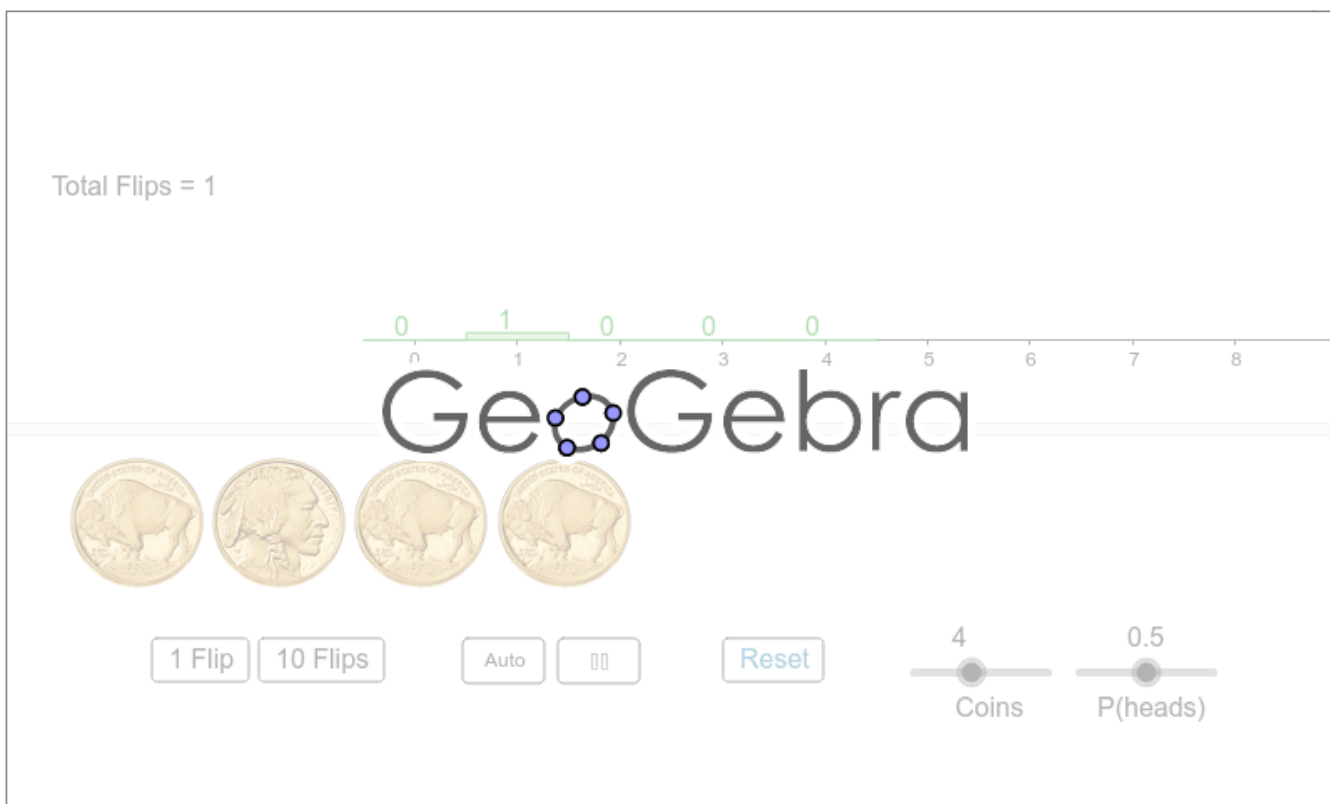 Total Flips = 1
0 1 0 0 0
0 1 2 3 4 5 6 7 8
GeoGebra
1 Flip 10 Flips Auto Reset 4 0.5
Coins P(heads)